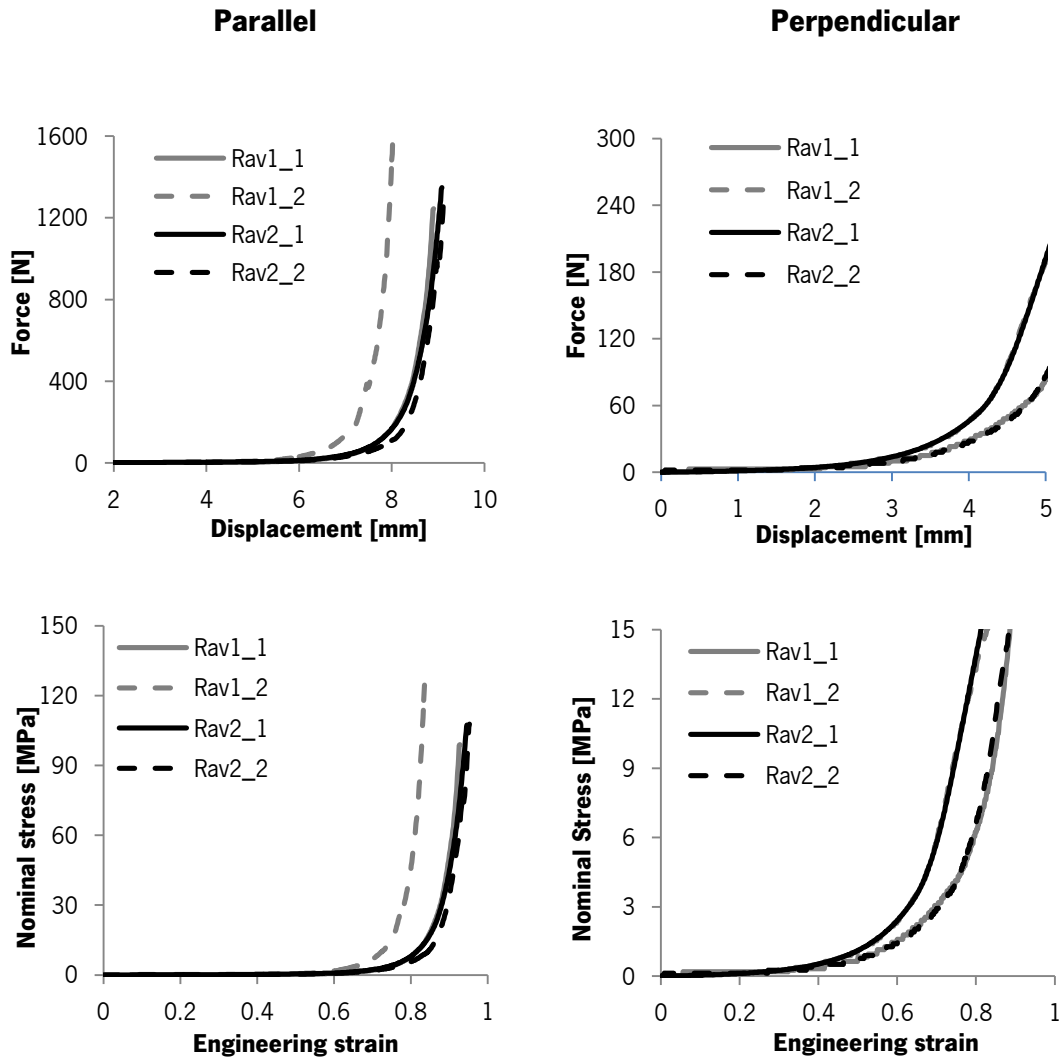 Parallel
Perpendicular
1600
1200
800
400
0
Force [N]
Rav1_1
Rav1_2
Rav2_1
Rav2_2
2 4 6 8 10
Displacement [mm]
300
240
180
120
60
0
Force [N]
Rav1_1
Rav1_2
Rav2_1
Rav2_2
0 1 2 3 4 5
Displacement [mm]
150
120
90
60
30
0
Nominal stress [MPa]
Rav1_1
Rav1_2
Rav2_1
Rav2_2
0 0.2 0.4 0.6 0.8 1
Engineering strain
15
12
9
6
3
0
Nominal Stress [MPa]
Rav1_1
Rav1_2
Rav2_1
Rav2_2
0 0.2 0.4 0.6 0.8 1
Engineering strain